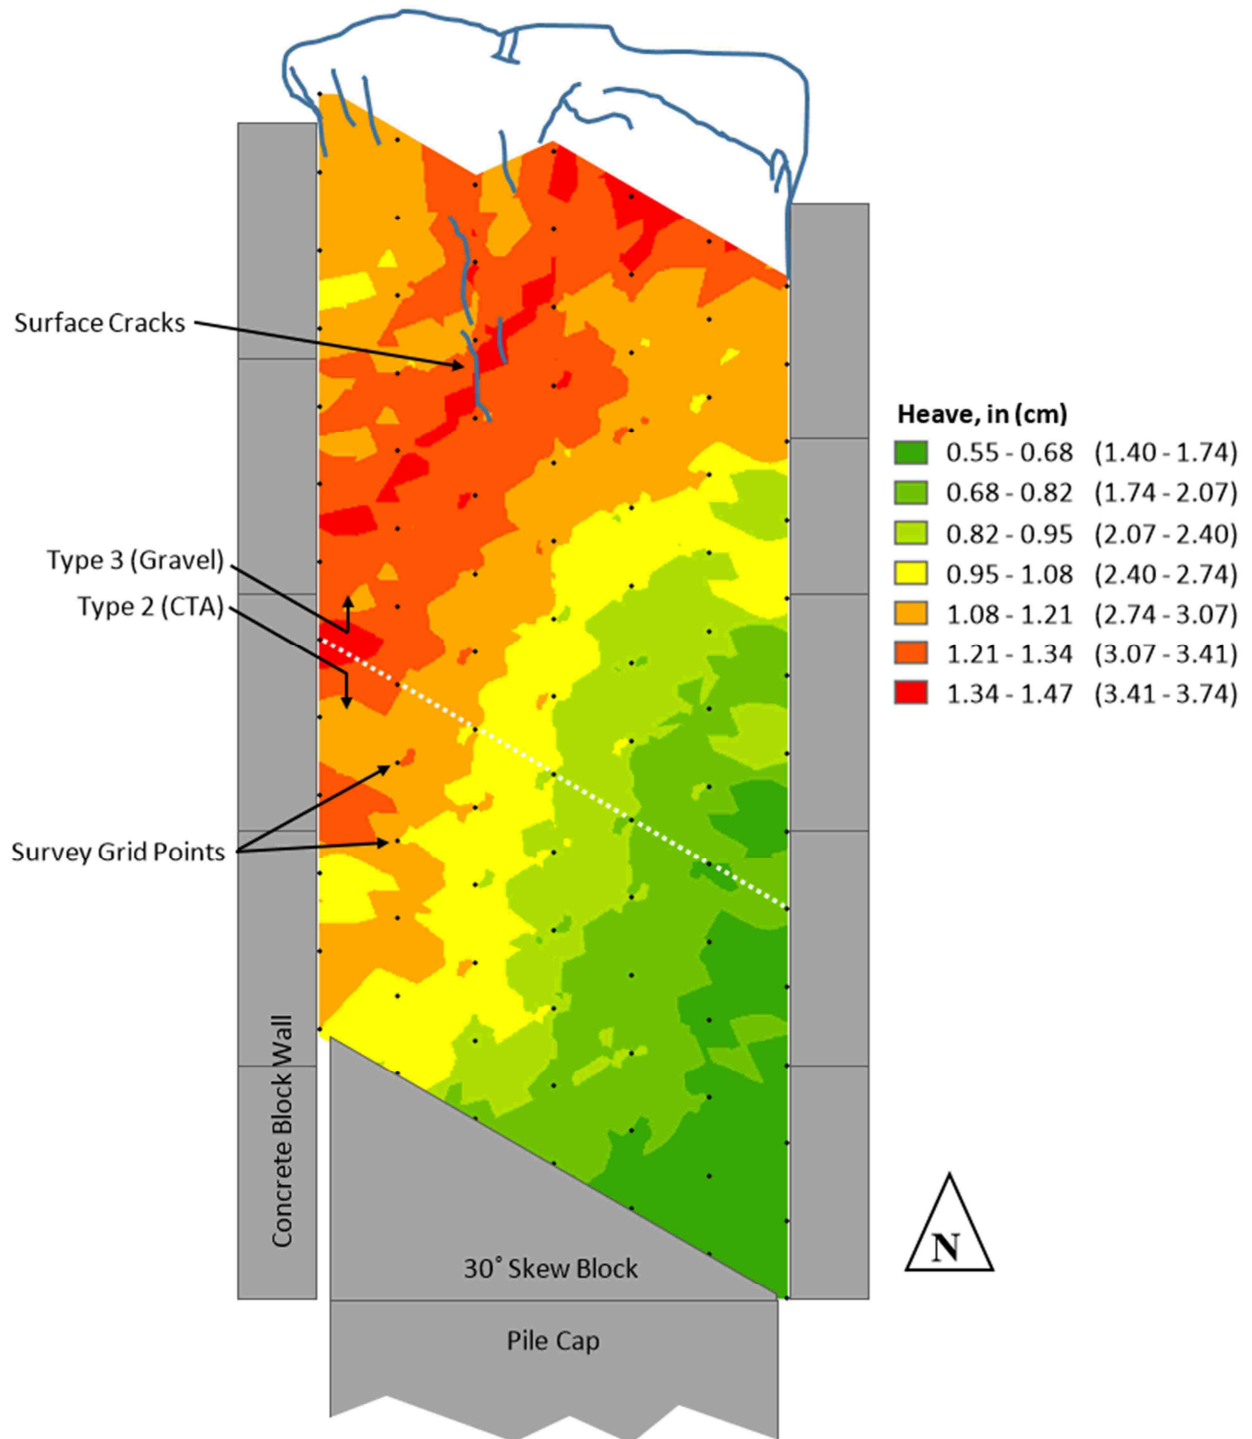 Surface Cracks
Heave, in (cm)
0.55 - 0.68 (1.40 - 1.74)
0.68 - 0.82 (1.74 - 2.07)
0.82 - 0.95 (2.07 - 2.40)
0.95 - 1.08 (2.40 - 2.74)
1.08 - 1.21 (2.74 - 3.07)
1.21 - 1.34 (3.07 - 3.41)
1.34 - 1.47 (3.41 - 3.74)
Type 3 (Gravel)
Type 2 (CTA)
Survey Grid Points
Concrete Block Wall
30° Skew Block
N
Pile Cap